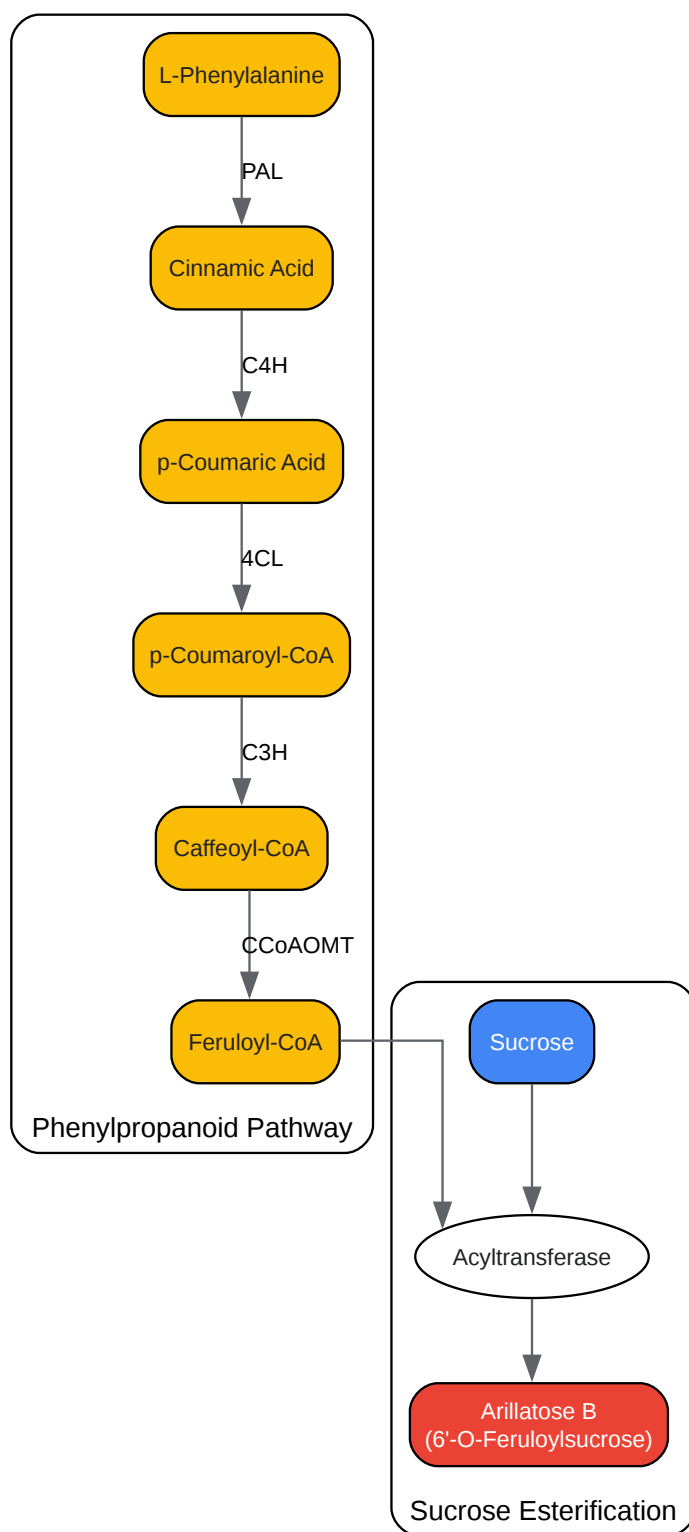 L-Phenylalanine
PAL
Cinnamic Acid
C4H
p-Coumaric Acid
4CL
p-Coumaroyl-CoA
C3H
Caffeoyl-CoA
CCoAOMT
Feruloyl-CoA
Phenylpropanoid Pathway
Sucrose
Acyltransferase
Arillatose B
(6'-O-Feruloylsucrose)
Sucrose Esterification